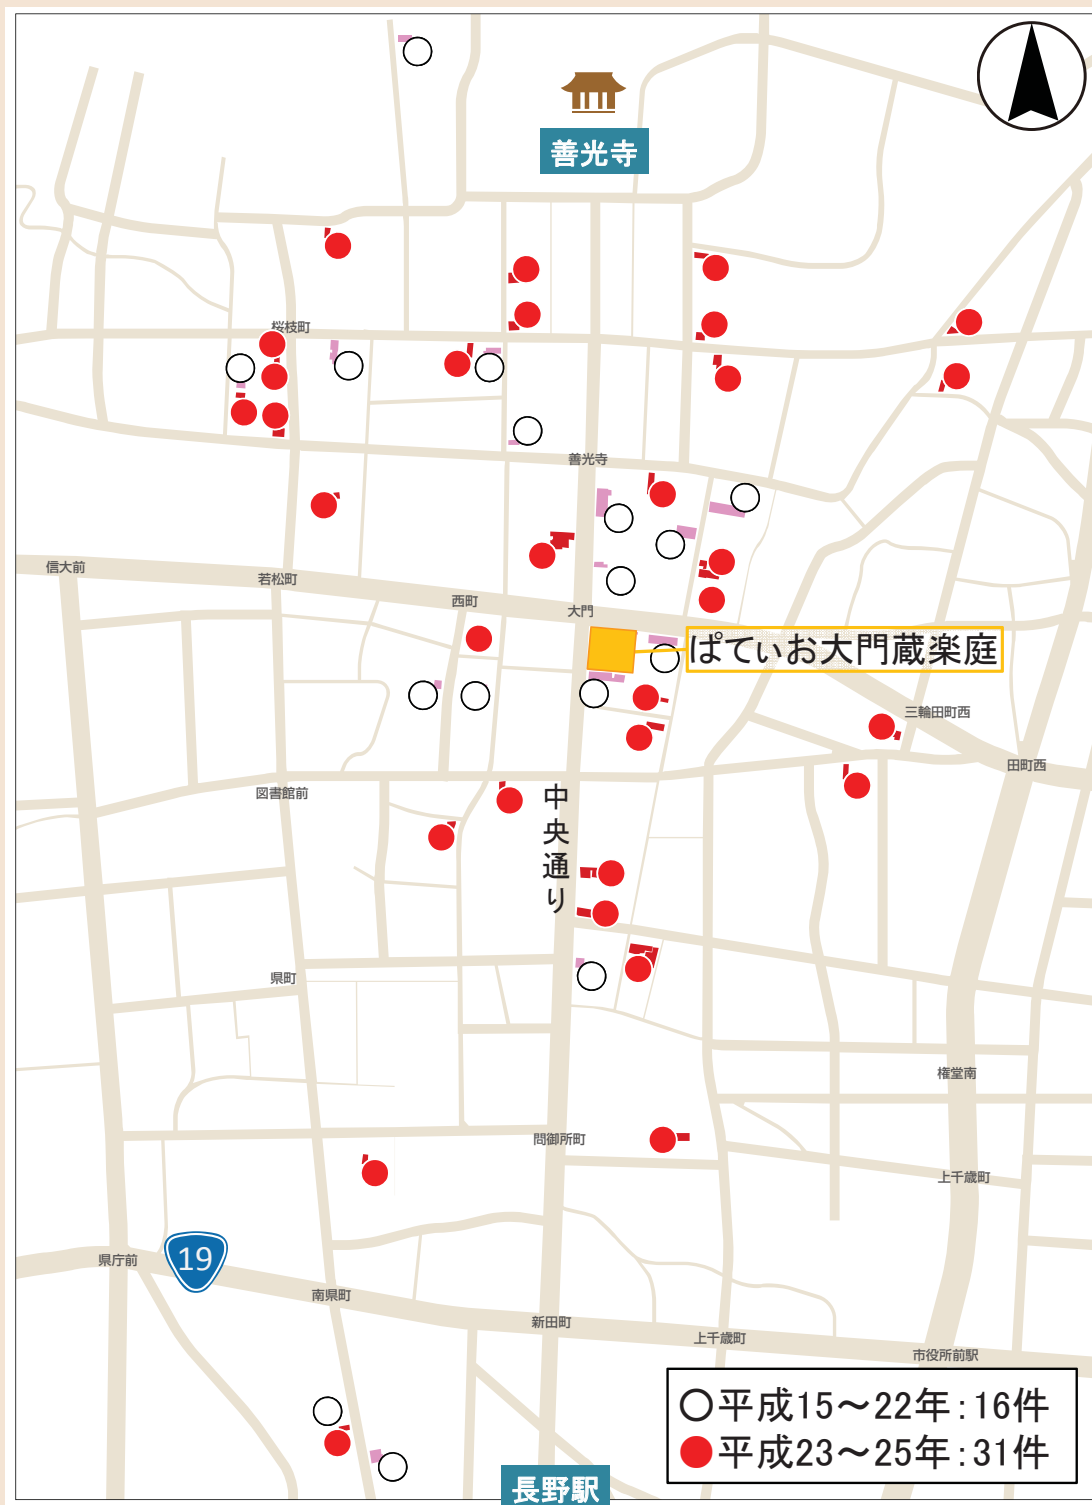 善光寺
桜枝町
善光寺
信大前
若松町
西町
大門
ぱてぃお大門蔵楽庭
三輪田町西
田町西
図書館前
中央通り
県町
権堂南
問御所町
上千歳町
県庁前
19
南県町
新田町
上千歳町
市役所前駅
○平成15～22年:16件
●平成23～25年:31件
長野駅